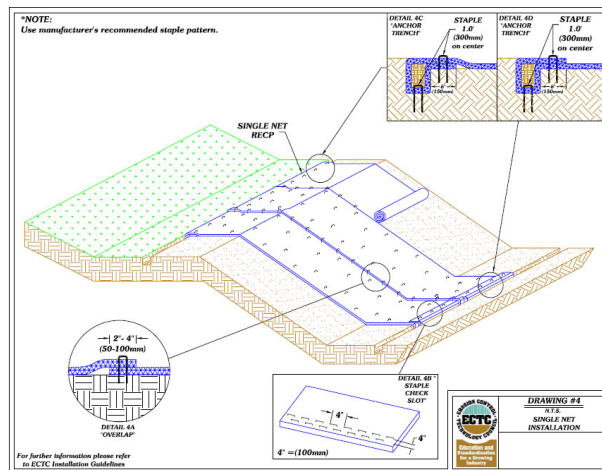 *NOTE:
Use manufacturer's recommended staple pattern.
DETAIL 4C
"ANCHOR
TRENCH"
STAPLE
1.0'
(300mm)
on center
6"
(150mm)
DETAIL 4D
"ANCHOR
TRENCH"
STAPLE
1.0'
(300mm)
on center
6"
(150mm)
SINGLE NET
RECP
2"- 4"
(50-100mm)
DETAIL 4A
"OVERLAP"
DETAIL 4B "
STAPLE
CHECK
SLOT"
4"
4"
4" =(100mm)
For further information please refer
to ECTC Installation Guidelines
EROSION CONTROL
TECHNOLOGY COUNCIL
ECTC
Education and
Standardization
for a Growing
Industry
DRAWING #4
N.T.S.
SINGLE NET
INSTALLATION